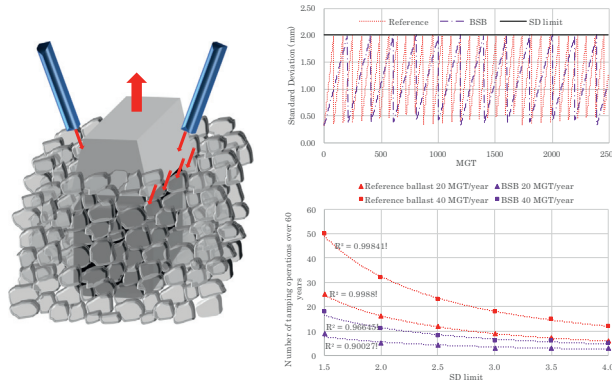 Reference BSB SD limit
Standard Deviation (mm)
2.50
2.00
1.50
1.00
0.50
0.00
0 500 1000 1500 2000 2500
MGT
Reference ballast 20 MGT/year BSB 20 MGT/year
Reference ballast 40 MGT/year BSB 40 MGT/year
Number of tamping operations over 60
years
60
50
40
30
20
10
0
R² = 0.99841!
R² = 0.9988!
R² = 0.96645!
R² = 0.90027!
1.5 2.0 2.5 3.0 3.5 4.0
SD limit